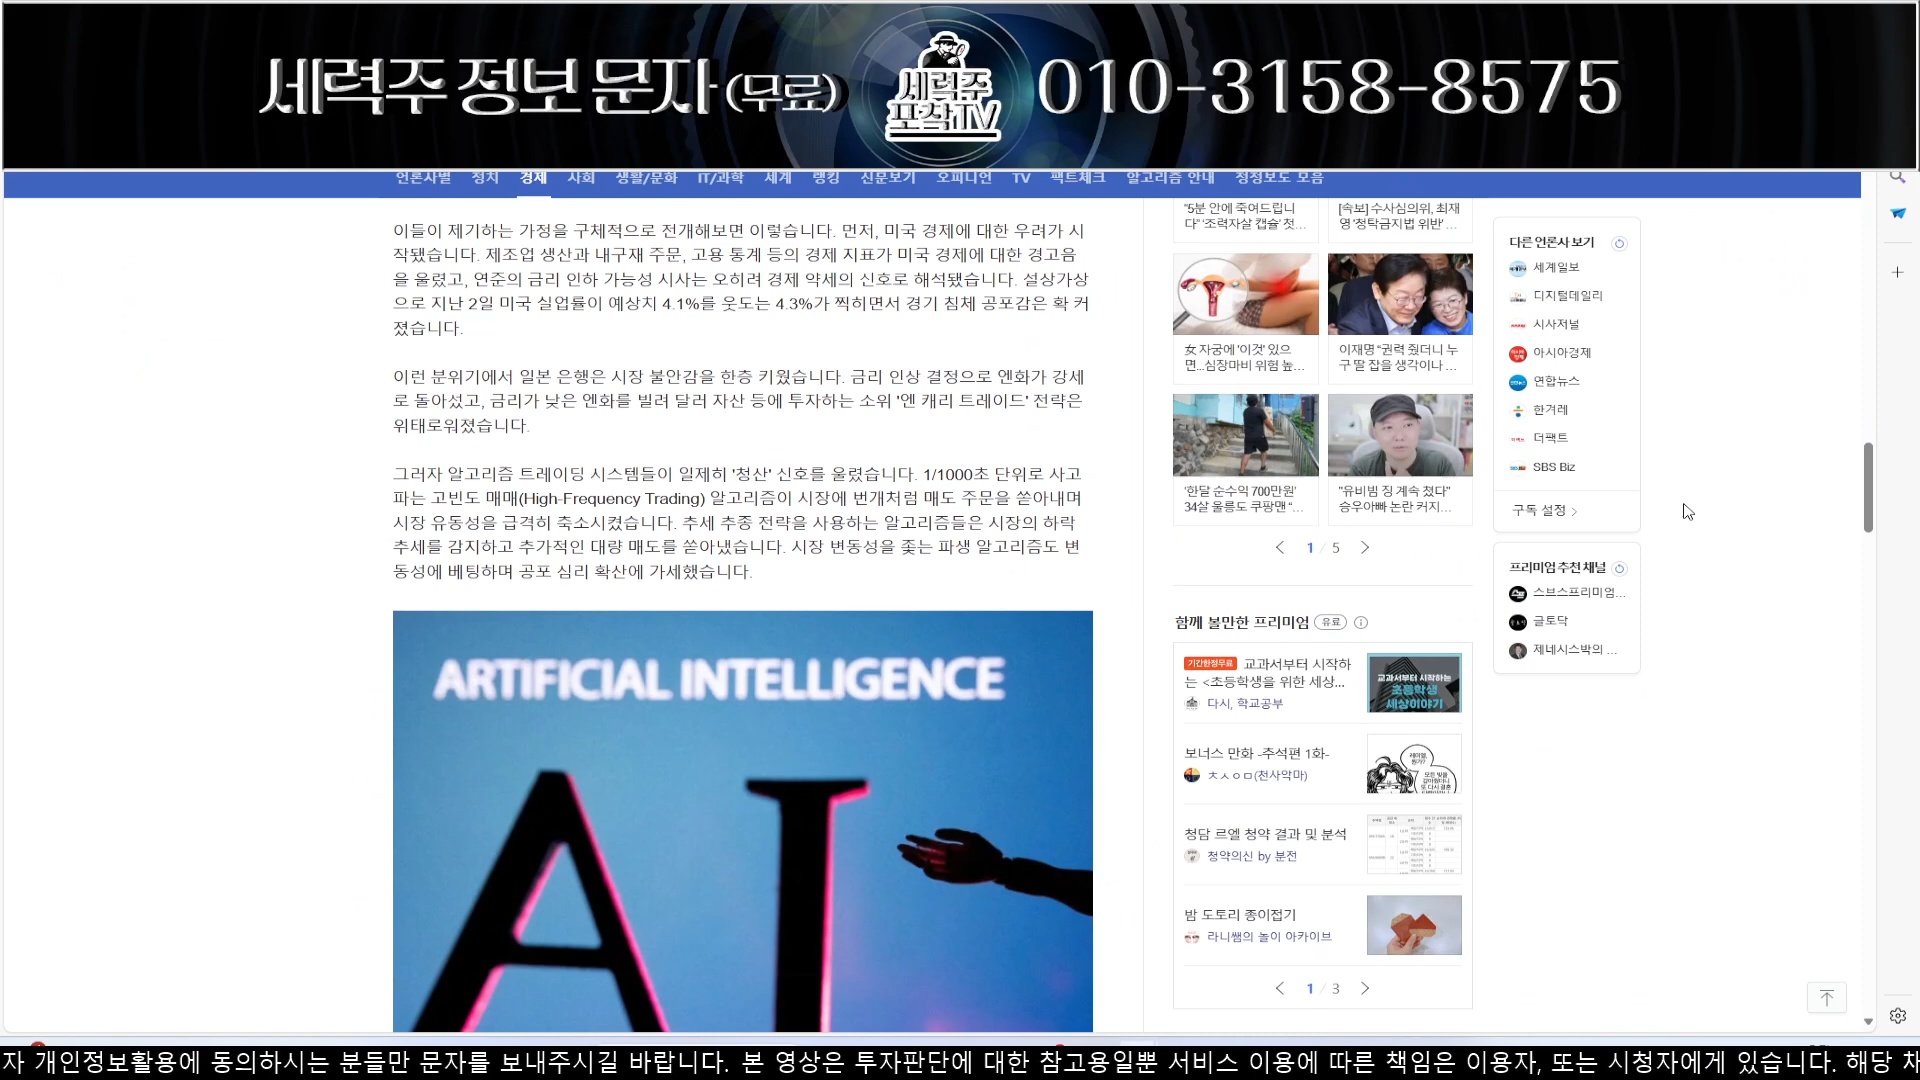 세력주 정보 문자 (무료)
세력주
포착TV
010-3158-8575
언론사별 정치 경제 사회 생활/문화 IT/과학 세계 랭킹 신문보기 오피니언 TV 팩트체크 알고리즘 안내 정정보도 모음
이들이 제기하는 가정을 구체적으로 전개해보면 이렇습니다. 먼저, 미국 경제에 대한 우려가 시
작됐습니다. 제조업 생산과 내구재 주문, 고용 통계 등의 경제 지표가 미국 경제에 대한 경고음
을 울렸고, 연준의 금리 인하 가능성 시사는 오히려 경제 약세의 신호로 해석됐습니다. 설상가상
으로 지난 2일 미국 실업률이 예상치 4.1%를 웃도는 4.3%가 찍히면서 경기 침체 공포감은 확 커
졌습니다.
이런 분위기에서 일본 은행은 시장 불안감을 한층 키웠습니다. 금리 인상 결정으로 엔화가 강세
로 돌아섰고, 금리가 낮은 엔화를 빌려 달러 자산 등에 투자하는 소위 '엔 캐리 트레이드' 전략은
위태로워졌습니다.
그러자 알고리즘 트레이딩 시스템들이 일제히 '청산' 신호를 울렸습니다. 1/1000초 단위로 사고
파는 고빈도 매매(High-Frequency Trading) 알고리즘이 시장에 번개처럼 매도 주문을 쏟아내며
시장 유동성을 급격히 축소시켰습니다. 추세 추종 전략을 사용하는 알고리즘들은 시장의 하락
추세를 감지하고 추가적인 대량 매도를 쏟아냈습니다. 시장 변동성을 좇는 파생 알고리즘도 변
동성에 베팅하며 공포 심리 확산에 가세했습니다.
ARTIFICIAL INTELLIGENCE
AI
"5분 안에 죽여드립니
다" '조력자살 캡슐' 첫...
[속보] 수사심의위, 최재
영 '청탁금지법 위반' ...
女 자궁에 '이것' 있으
면...심장마비 위험 높...
이재명 “권력 줬더니 누
구 딸 잡을 생각이나 ...
'한달 순수익 700만원'
34살 울릉도 쿠팡맨 “...
"유비빔 징 계속 쳤다"
승우아빠 논란 커지...
1 / 5
함께 볼만한 프리미엄 유료
기간한정무료 교과서부터 시작하
는 <초등학생을 위한 세상...
다시, 학교공부
교과서부터 시작하는
초등학생
세상이야기
보너스 만화 -추석편 1화-
ㅊㅅㅇㅁ(천사악마)
청담 르엘 청약 결과 및 분석
청약의신 by 분전
밤 도토리 종이접기
라니쌤의 놀이 아카이브
1 / 3
다른 언론사 보기
세계일보
디지털데일리
시사저널
아시아경제
연합뉴스
한겨레
더팩트
SBS Biz
구독 설정
프리미엄 추천 채널
스브스프리미엄...
글토닥
제네시스박의 ...
자 개인정보활용에 동의하시는 분들만 문자를 보내주시길 바랍니다. 본 영상은 투자판단에 대한 참고용일뿐 서비스 이용에 따른 책임은 이용자, 또는 시청자에게 있습니다. 해당 채